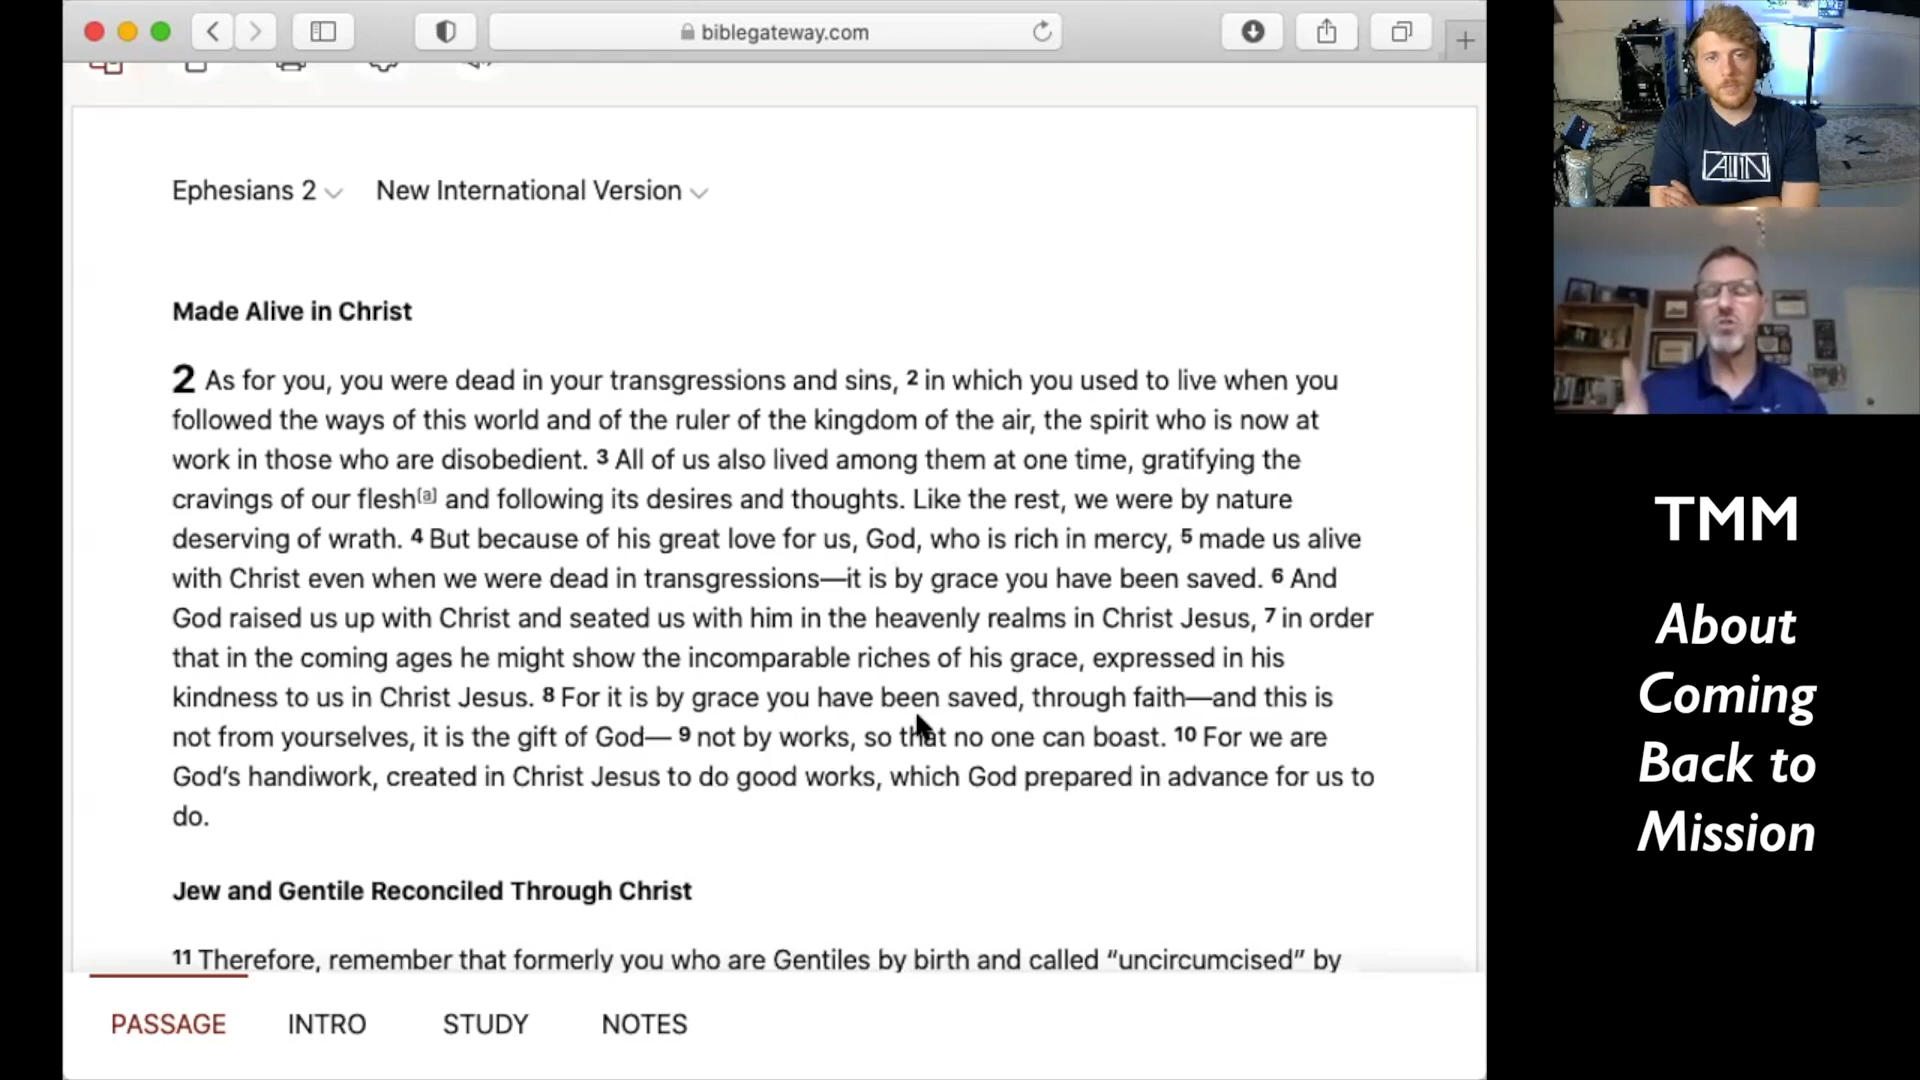 biblegateway.com
Ephesians 2 New International Version
Made Alive in Christ
2 As for you, you were dead in your transgressions and sins, 2 in which you used to live when you
followed the ways of this world and of the ruler of the kingdom of the air, the spirit who is now at
work in those who are disobedient. 3 All of us also lived among them at one time, gratifying the
cravings of our flesh[a] and following its desires and thoughts. Like the rest, we were by nature
deserving of wrath. 4 But because of his great love for us, God, who is rich in mercy, 5 made us alive
with Christ even when we were dead in transgressions—it is by grace you have been saved. 6 And
God raised us up with Christ and seated us with him in the heavenly realms in Christ Jesus, 7 in order
that in the coming ages he might show the incomparable riches of his grace, expressed in his
kindness to us in Christ Jesus. 8 For it is by grace you have been saved, through faith—and this is
not from yourselves, it is the gift of God— 9 not by works, so that no one can boast. 10 For we are
God’s handiwork, created in Christ Jesus to do good works, which God prepared in advance for us to
do.
Jew and Gentile Reconciled Through Christ
11 Therefore, remember that formerly you who are Gentiles by birth and called “uncircumcised” by
PASSAGE INTRO STUDY NOTES
ALL IN
TMM
About
Coming
Back to
Mission